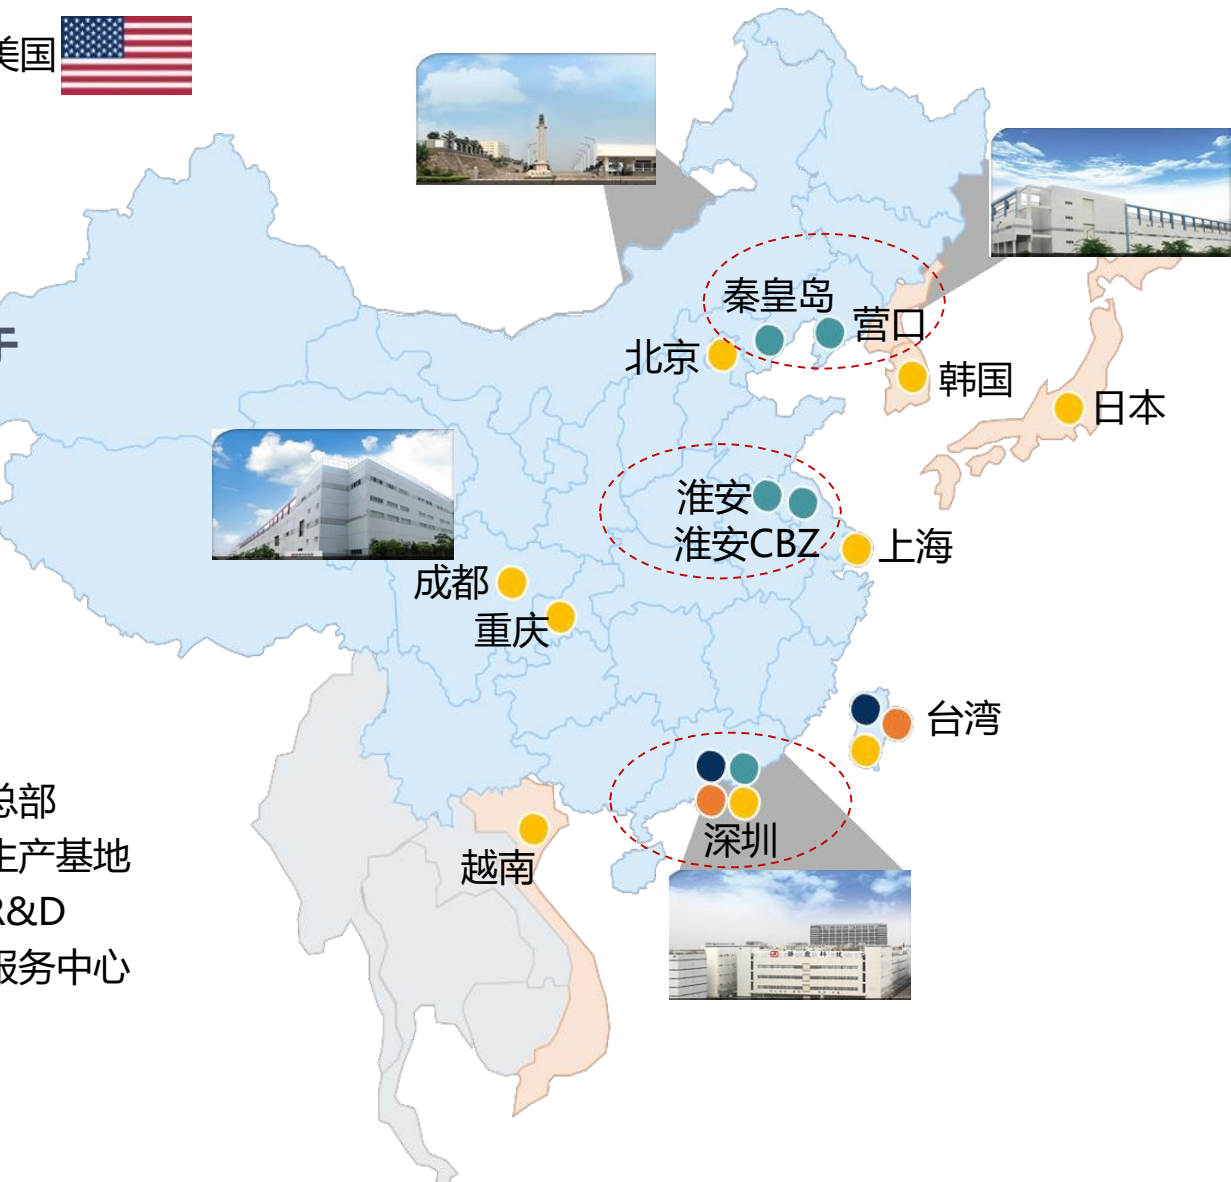 美国
于
秦皇岛
营口
北京
韩国
日本
淮安
淮安CBZ
上海
成都
重庆
台湾
总部
生产基地
R&D
服务中心
深圳
越南